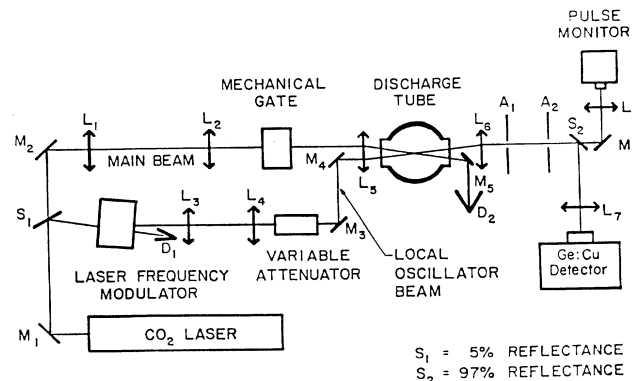 PULSE
MONITOR
MECHANICAL
GATE
DISCHARGE
TUBE
A1
A2
L1
L2
L6
S2
L
M
M2
MAIN BEAM
M4
L5
M5
S1
L3
L4
M3
D2
L7
D1
VARIABLE
ATTENUATOR
LOCAL
OSCILLATOR
BEAM
Ge:Cu
Detector
LASER FREQUENCY
MODULATOR
M1
CO2 LASER
S1 = 5% REFLECTANCE
S2 = 97% REFLECTANCE